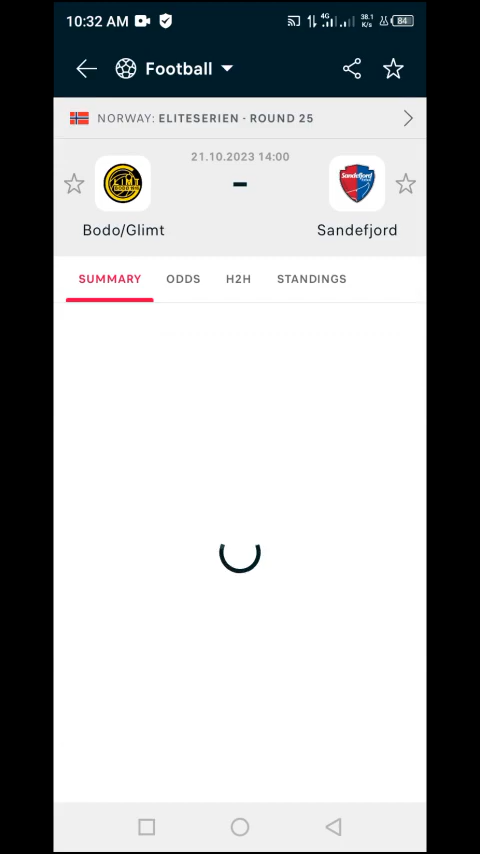 10:32 AM 4G 38.1 K/s 84
Football
NORWAY: ELITESERIEN - ROUND 25
21.10.2023 14:00
-
Sandefjord
Bodo/Glimt Sandefjord
SUMMARY ODDS H2H STANDINGS